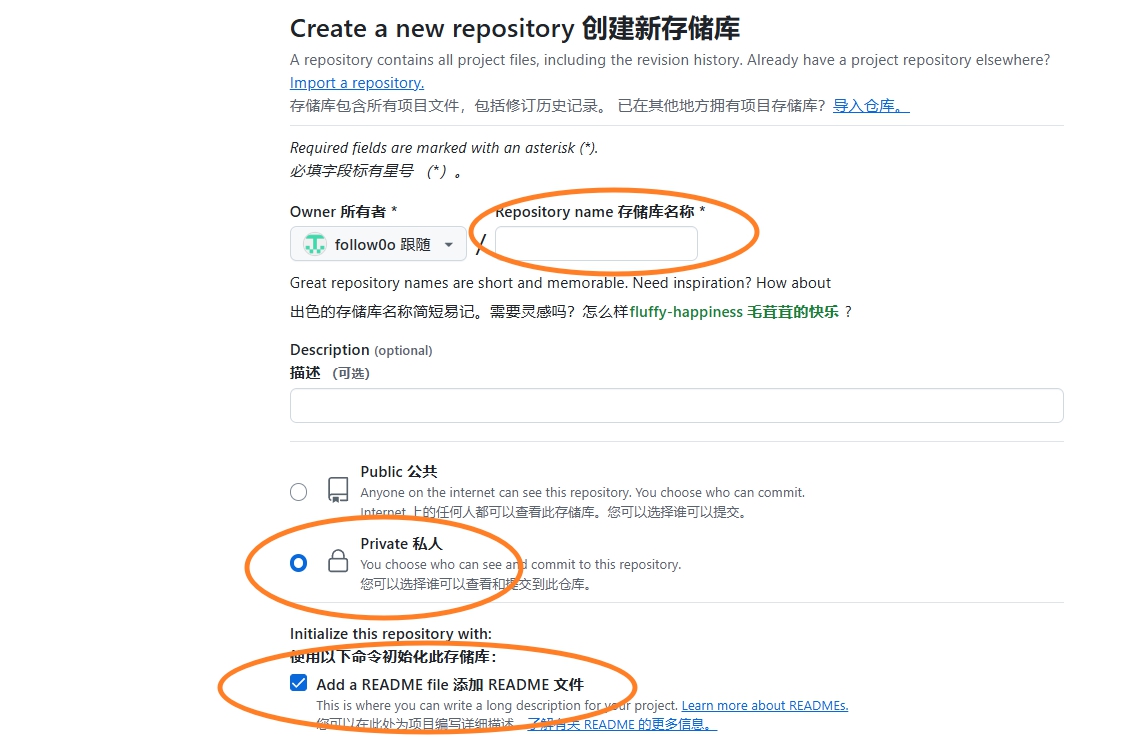 Create a new repository 创建新存储库
A repository contains all project files, including the revision history. Already have a project repository elsewhere?
Import a repository.
存储库包含所有项目文件，包括修订历史记录。 已在其他地方拥有项目存储库？ 导入仓库。
Required fields are marked with an asterisk (*).
必填字段标有星号 （*）。
Owner 所有者 * Repository name 存储库名称 *
follow0o 跟随 /
Great repository names are short and memorable. Need inspiration? How about
出色的存储库名称简短易记。需要灵感吗？怎么样fluffy-happiness 毛茸茸的快乐 ？
Description (optional)
描述 （可选）
Public 公共
Anyone on the internet can see this repository. You choose who can commit.
Internet 上的任何人都可以查看此存储库。您可以选择谁可以提交。
Private 私人
You choose who can see and commit to this repository.
您可以选择谁可以查看和提交到此仓库。
Initialize this repository with:
使用以下命令初始化此存储库：
Add a README file 添加 README 文件
This is where you can write a long description for your project. Learn more about READMEs.
您可以在此处为项目编写详细描述。 了解有关 README 的更多信息。